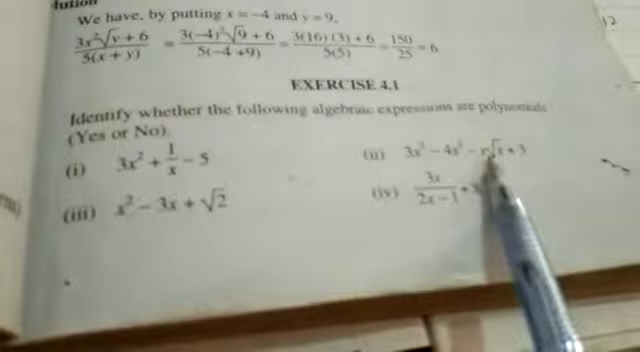 lution
We have, by putting x = -4 and y = 9,
3x²√y + 6 / 5(x + y) = 3(-4)²√9 + 6 / 5(-4 + 9) = 3(16)(3) + 6 / 5(5) = 150 / 25 = 6
EXERCISE 4.1
Identify whether the following algebraic expressions are polynomials
(Yes or No).
(i) 3x² + 1/x - 5
(ii) 3x³ - 4x² - x√x + 3
(iii) x² - 3x + √2
(iv) 3x / 2x - 1 +